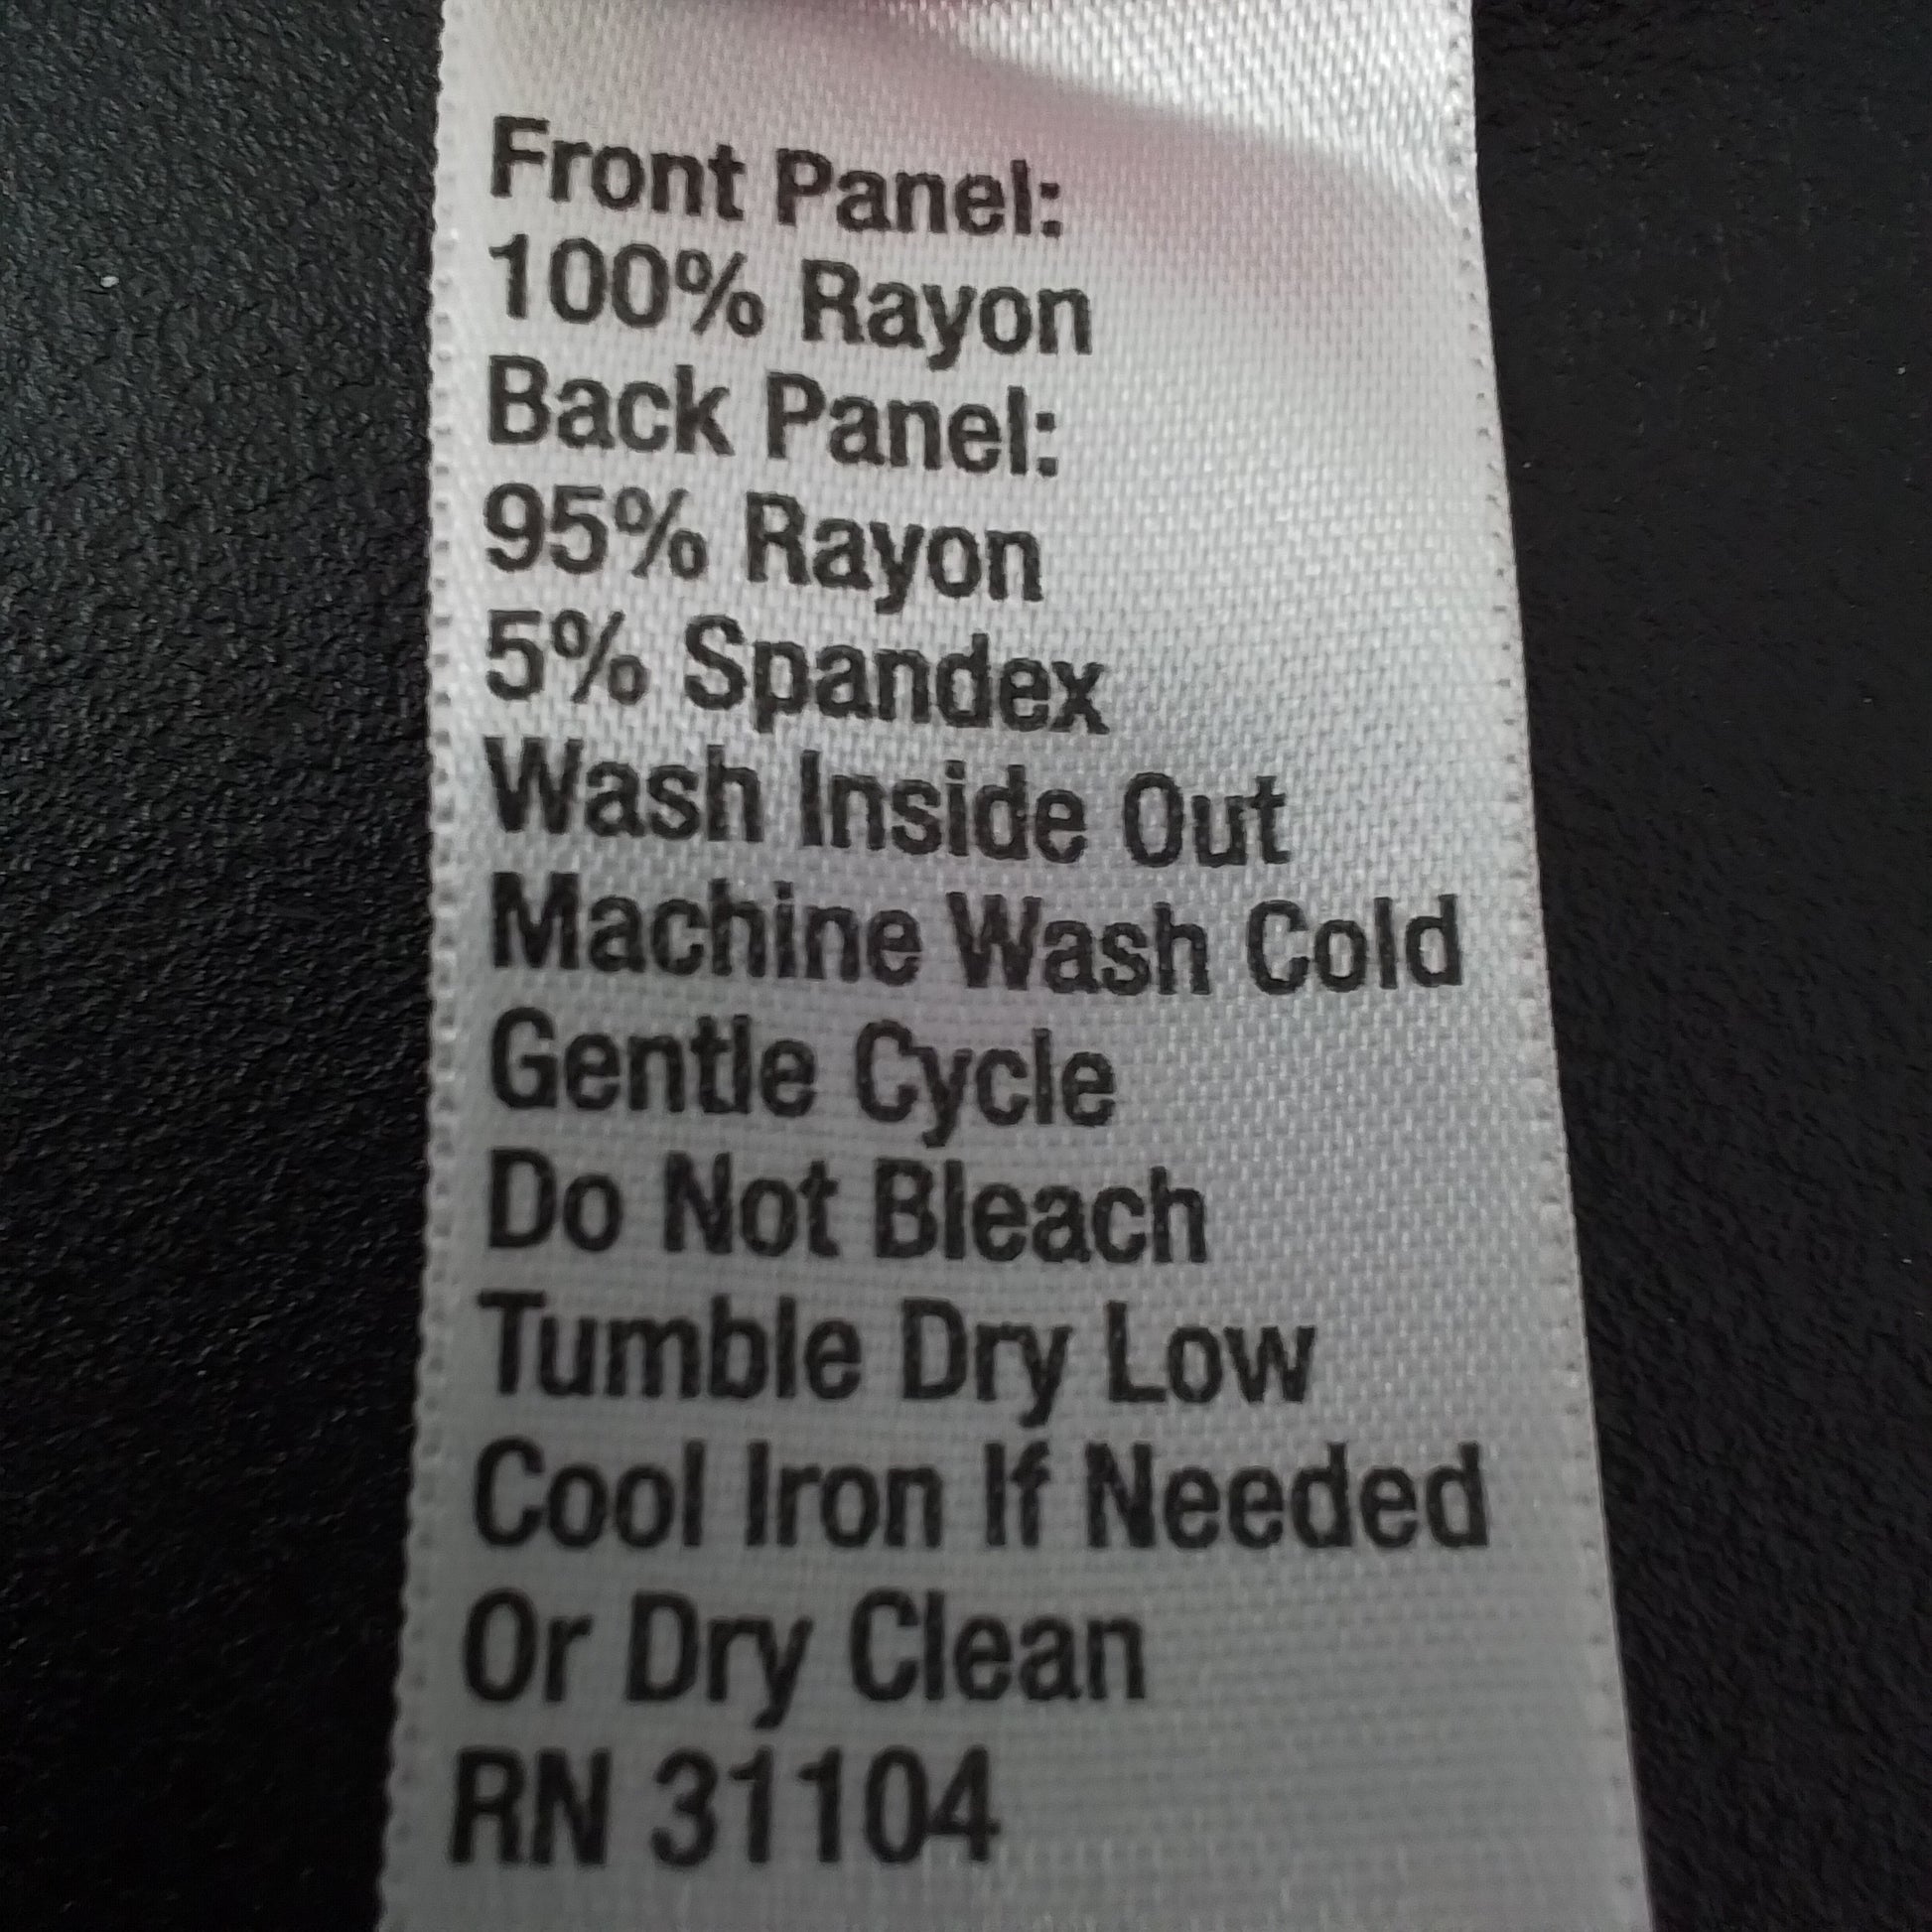 Front Panel:
100% Rayon
Back Panel:
95% Rayon
5% Spandex
Wash Inside Out
Machine Wash Cold
Gentle Cycle
Do Not Bleach
Tumble Dry Low
Cool Iron If Needed
Or Dry Clean
RN 31104